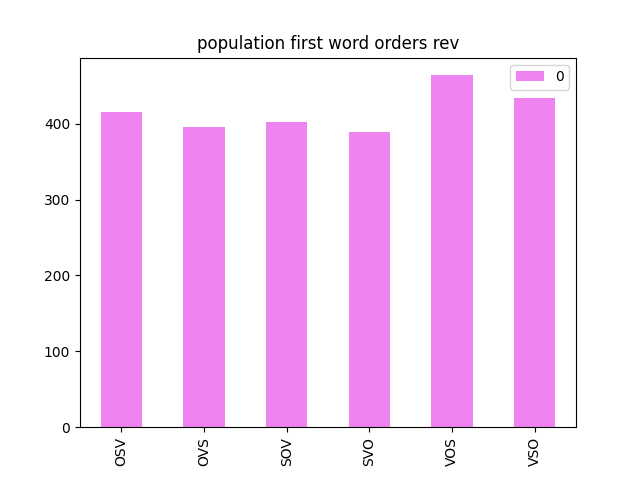 population first word orders rev
0
400
300
200
100
0
OSV
OVS
SOV
SVO
VOS
VSO